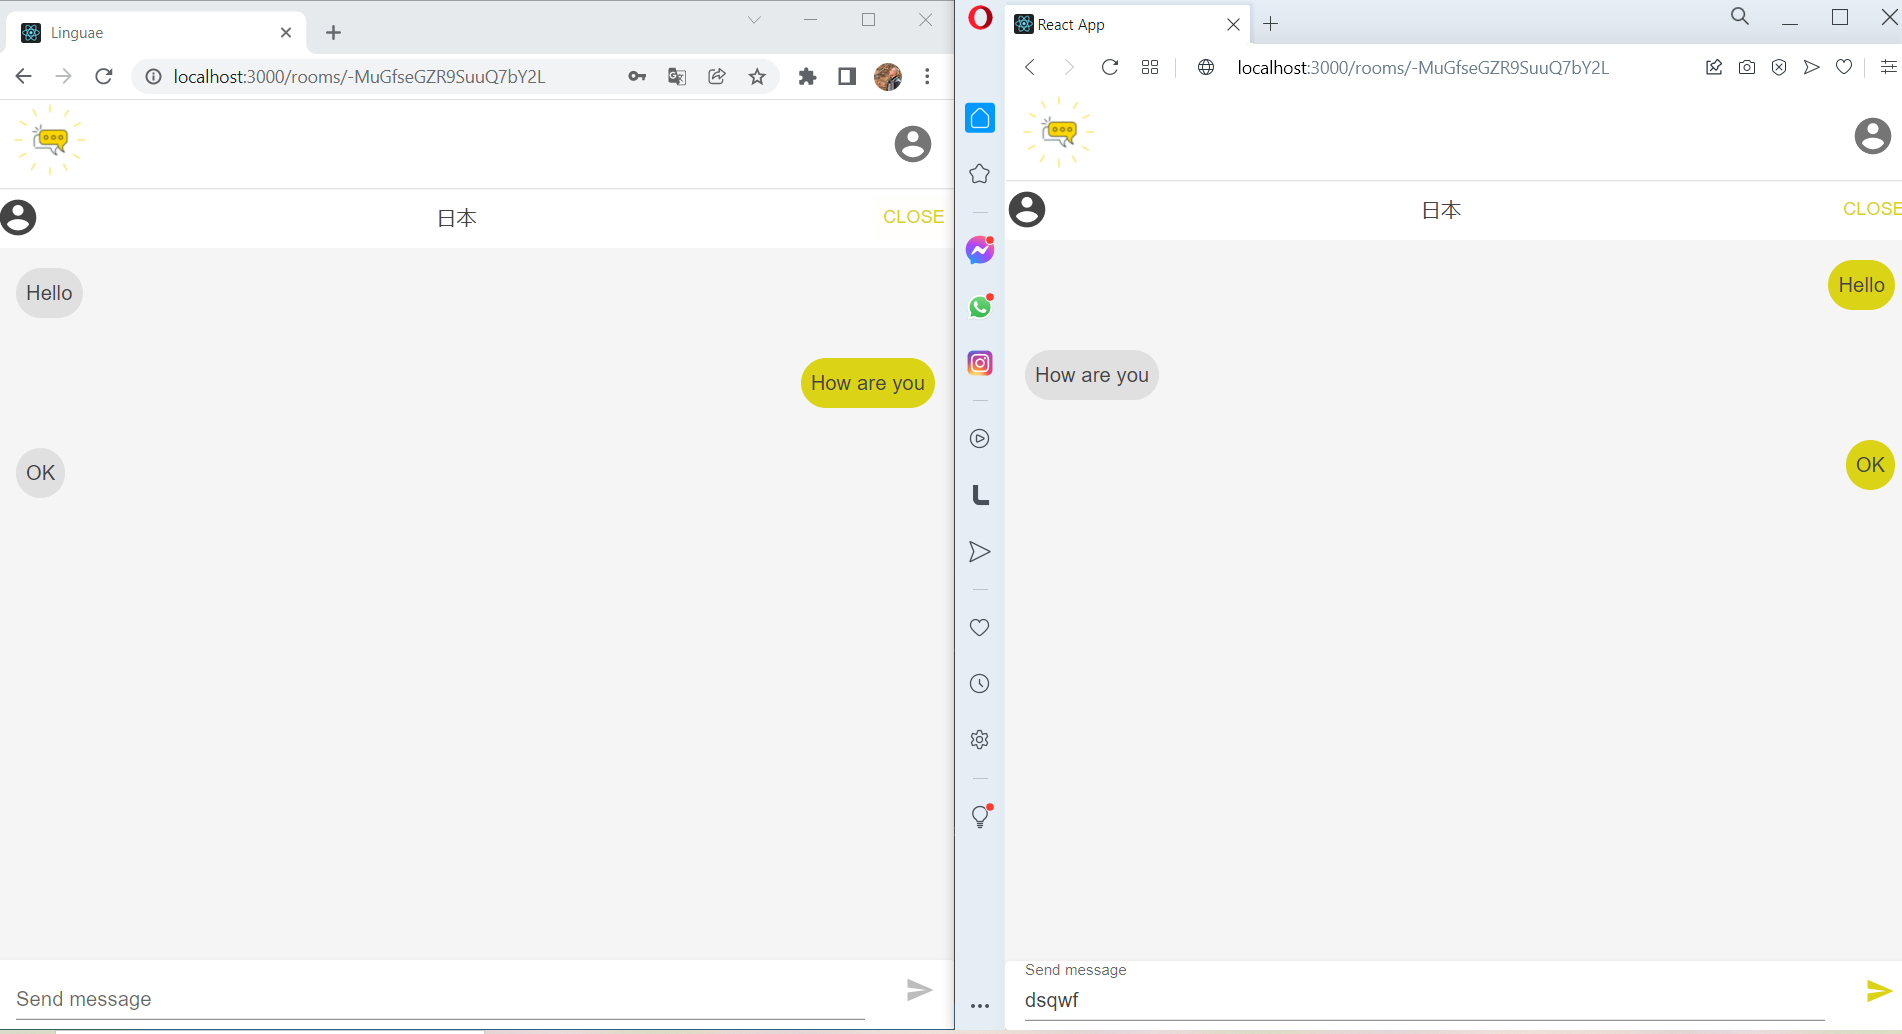 Linguae
localhost:3000/rooms/-MuGfseGZR9SuuQ7bY2L
日本
CLOSE
Hello
How are you
OK
Send message
React App
localhost:3000/rooms/-MuGfseGZR9SuuQ7bY2L
日本
CLOSE
Hello
How are you
OK
Send message
dsqwf